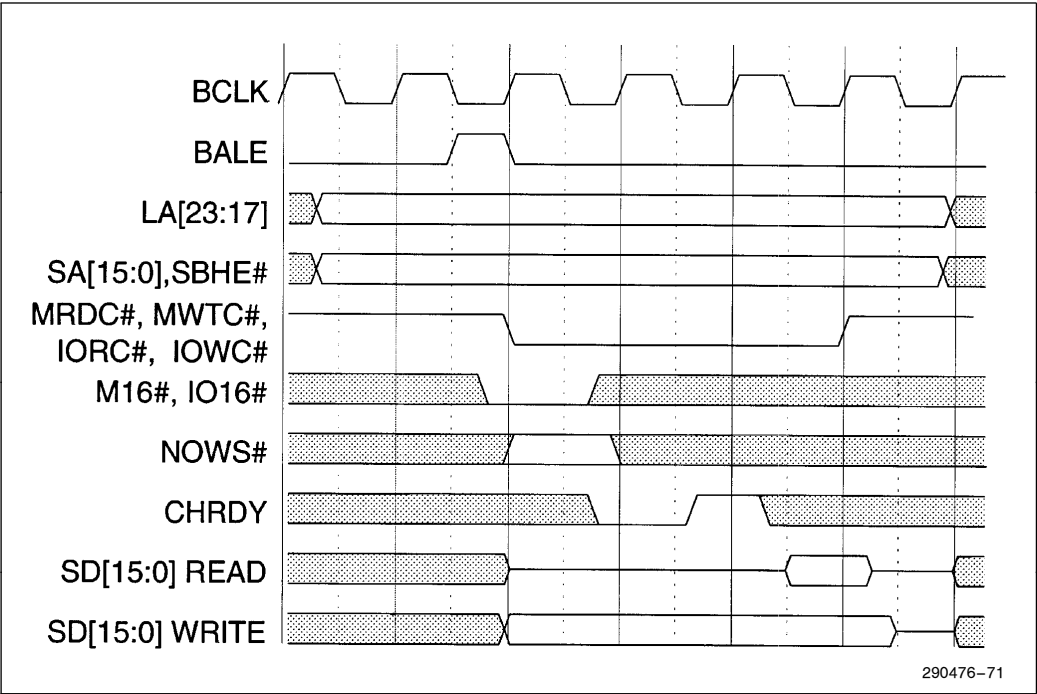 BCLK
BALE
LA[23:17]
SA[15:0],SBHE#
MRDC#, MWTC#,
IORC#, IOWC#
M16#, IO16#
NOWS#
CHRDY
SD[15:0] READ
SD[15:0] WRITE
290476–71